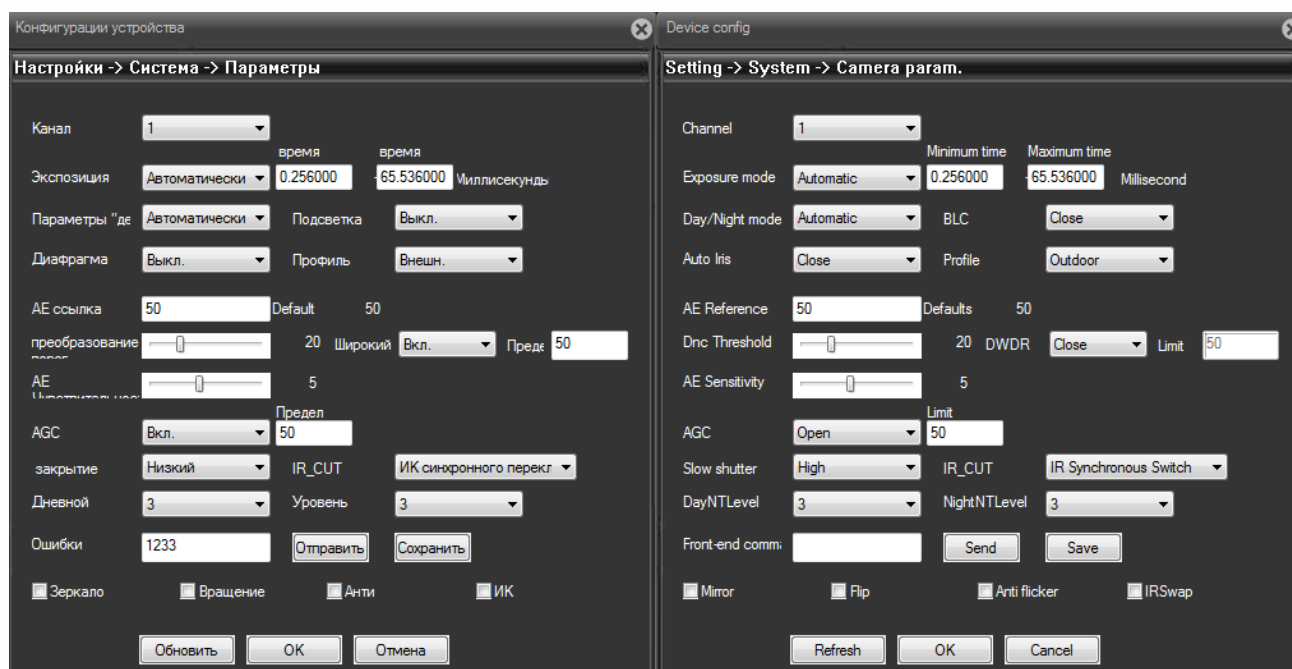 Конфигурации устройства
Настройки -> Система -> Параметры
Канал 1
время время
Экспозиция Автоматически 0.256000 -65.536000 Миллисекунды
Параметры "де Автоматически Подсветка Выкл.
Диафрагма Выкл. Профиль Внешн.
AE ссылка 50 Default 50
преобразование 20 Широкий Вкл. Преде 50
AE 5
Предел
AGC Вкл. 50
закрытие Низкий IR_CUT ИК синхронного перекл
Дневной 3 Уровень 3
Ошибки 1233 Отправить Сохранить
Зеркало Вращение Анти ИК
Обновить OK Отмена
Device config
Setting -> System -> Camera param.
Channel 1
Minimum time Maximum time
Exposure mode Automatic 0.256000 -65.536000 Millisecond
Day/Night mode Automatic BLC Close
Auto Iris Close Profile Outdoor
AE Reference 50 Defaults 50
Dnc Threshold 20 DWDR Close Limit 50
AE Sensitivity 5
Limit
AGC Open 50
Slow shutter High IR_CUT IR Synchronous Switch
DayNTLevel 3 NightNTLevel 3
Front-end comma Send Save
Mirror Flip Anti flicker IRSwap
Refresh OK Cancel